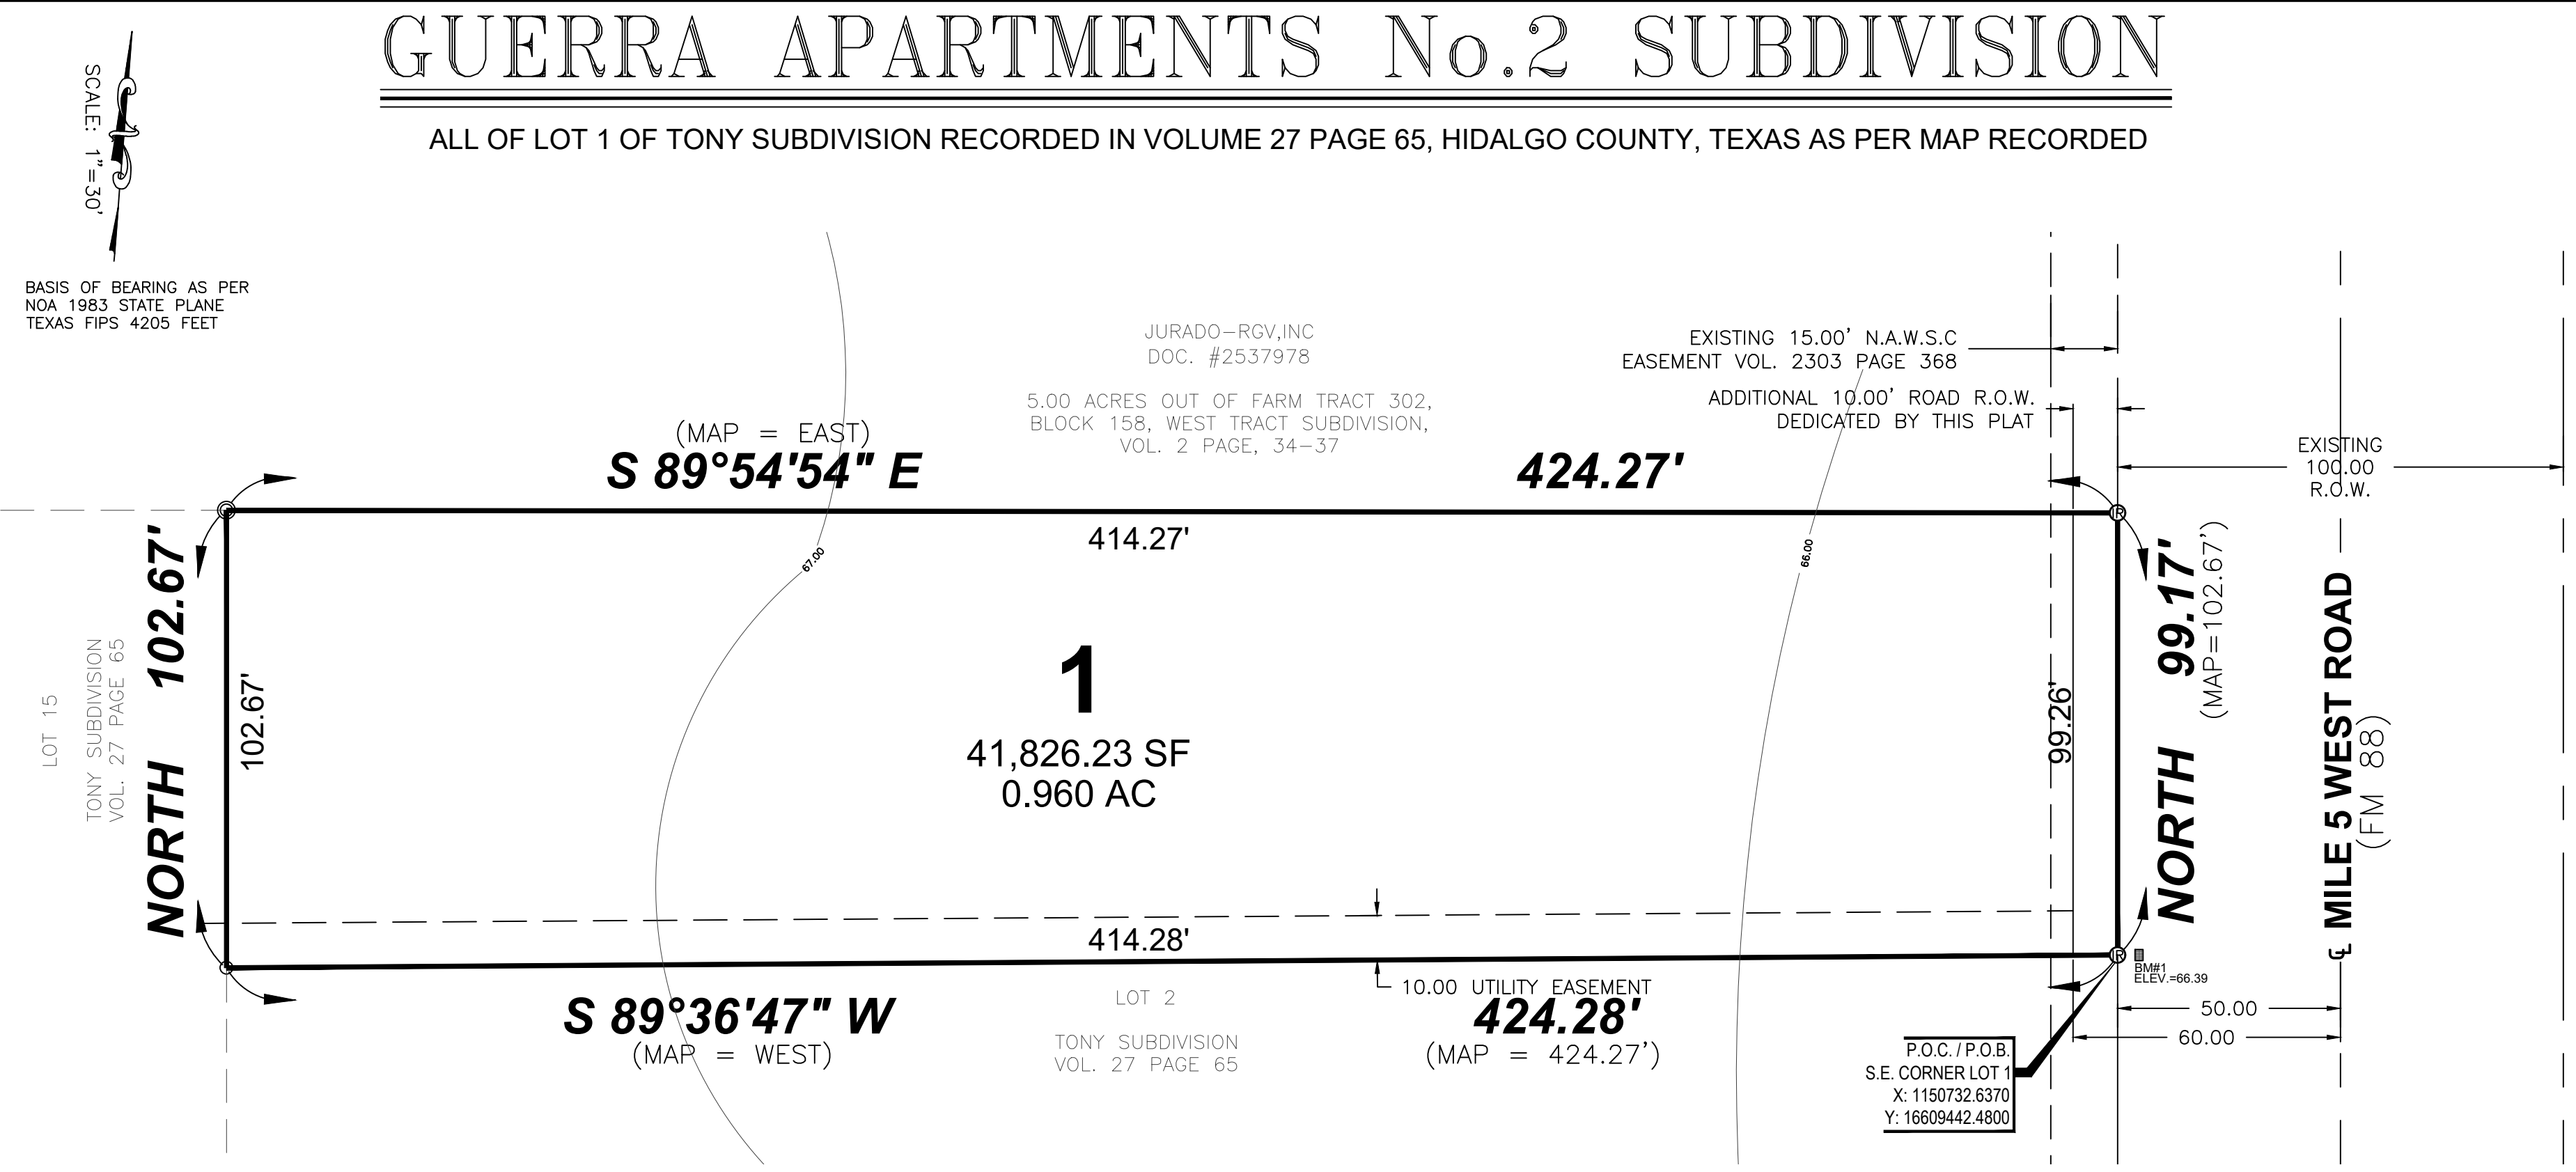 GUERRA APARTMENTS No.2 SUBDIVISION
ALL OF LOT 1 OF TONY SUBDIVISION RECORDED IN VOLUME 27 PAGE 65, HIDALGO COUNTY, TEXAS AS PER MAP RECORDED
SCALE: 1"=30'
BASIS OF BEARING AS PER
NOA 1983 STATE PLANE
TEXAS FIPS 4205 FEET
JURADO-RGV,INC
DOC. #2537978
5.00 ACRES OUT OF FARM TRACT 302,
BLOCK 158, WEST TRACT SUBDIVISION,
VOL. 2 PAGE, 34-37
EXISTING 15.00' N.A.W.S.C
EASEMENT VOL. 2303 PAGE 368
ADDITIONAL 10.00' ROAD R.O.W.
DEDICATED BY THIS PLAT
EXISTING
100.00
R.O.W.
(MAP = EAST)
S 89°54'54" E
424.27'
414.27'
67.00
66.00
LOT 15
TONY SUBDIVISION
VOL. 27 PAGE 65
NORTH 102.67'
102.67'
1
41,826.23 SF
0.960 AC
99.26'
NORTH 99.17'
(MAP=102.67')
℄ MILE 5 WEST ROAD
(FM 88)
414.28'
10.00 UTILITY EASEMENT
S 89°36'47" W
(MAP = WEST)
LOT 2
TONY SUBDIVISION
VOL. 27 PAGE 65
424.28'
(MAP = 424.27')
IR
IR
BM#1
ELEV.=66.39
50.00
60.00
P.O.C. / P.O.B.
S.E. CORNER LOT 1
X: 1150732.6370
Y: 16609442.4800